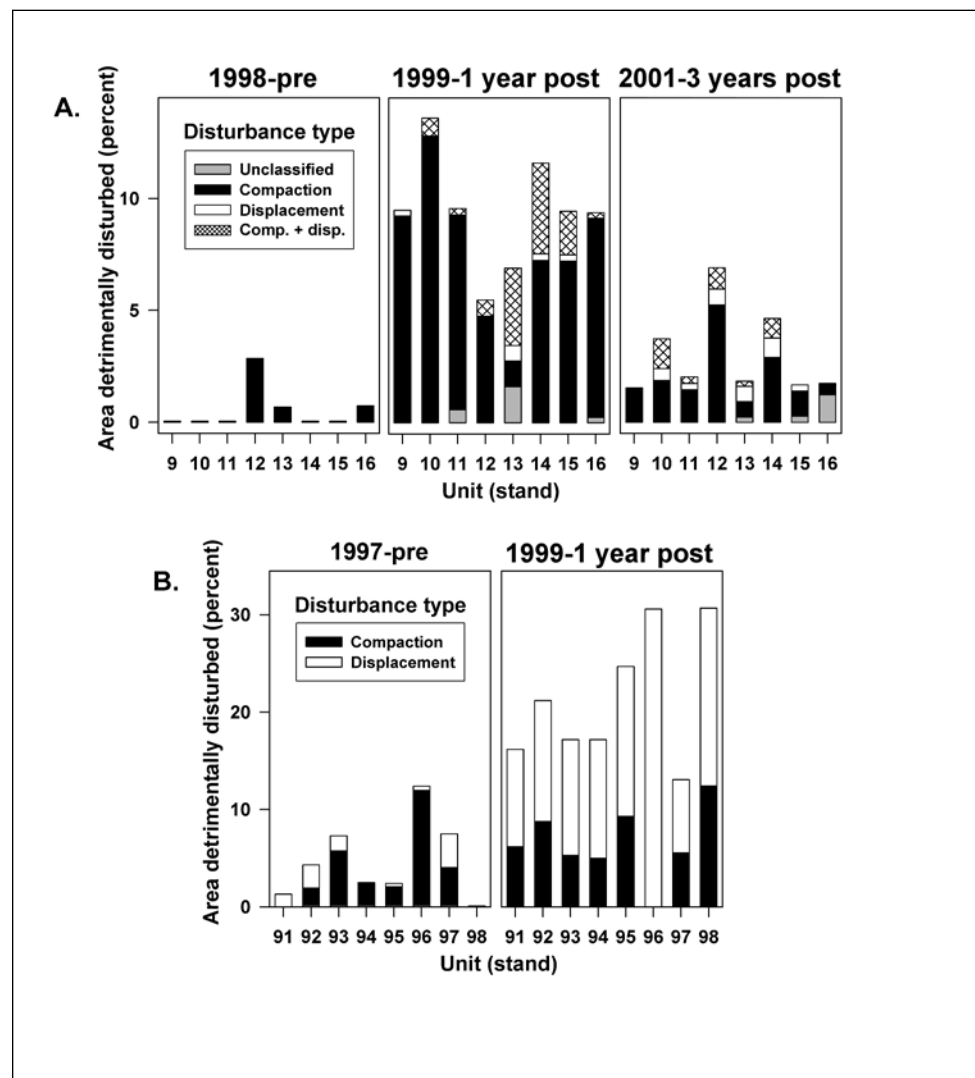 A.
1998-pre
1999-1 year post
2001-3 years post
Area detrimentally disturbed (percent)
10
5
0
Disturbance type
Unclassified
Compaction
Displacement
Comp. + disp.
9 10 11 12 13 14 15 16
9 10 11 12 13 14 15 16
9 10 11 12 13 14 15 16
Unit (stand)
B.
1997-pre
1999-1 year post
Area detrimentally disturbed (percent)
30
20
10
0
Disturbance type
Compaction
Displacement
91 92 93 94 95 96 97 98
91 92 93 94 95 96 97 98
Unit (stand)